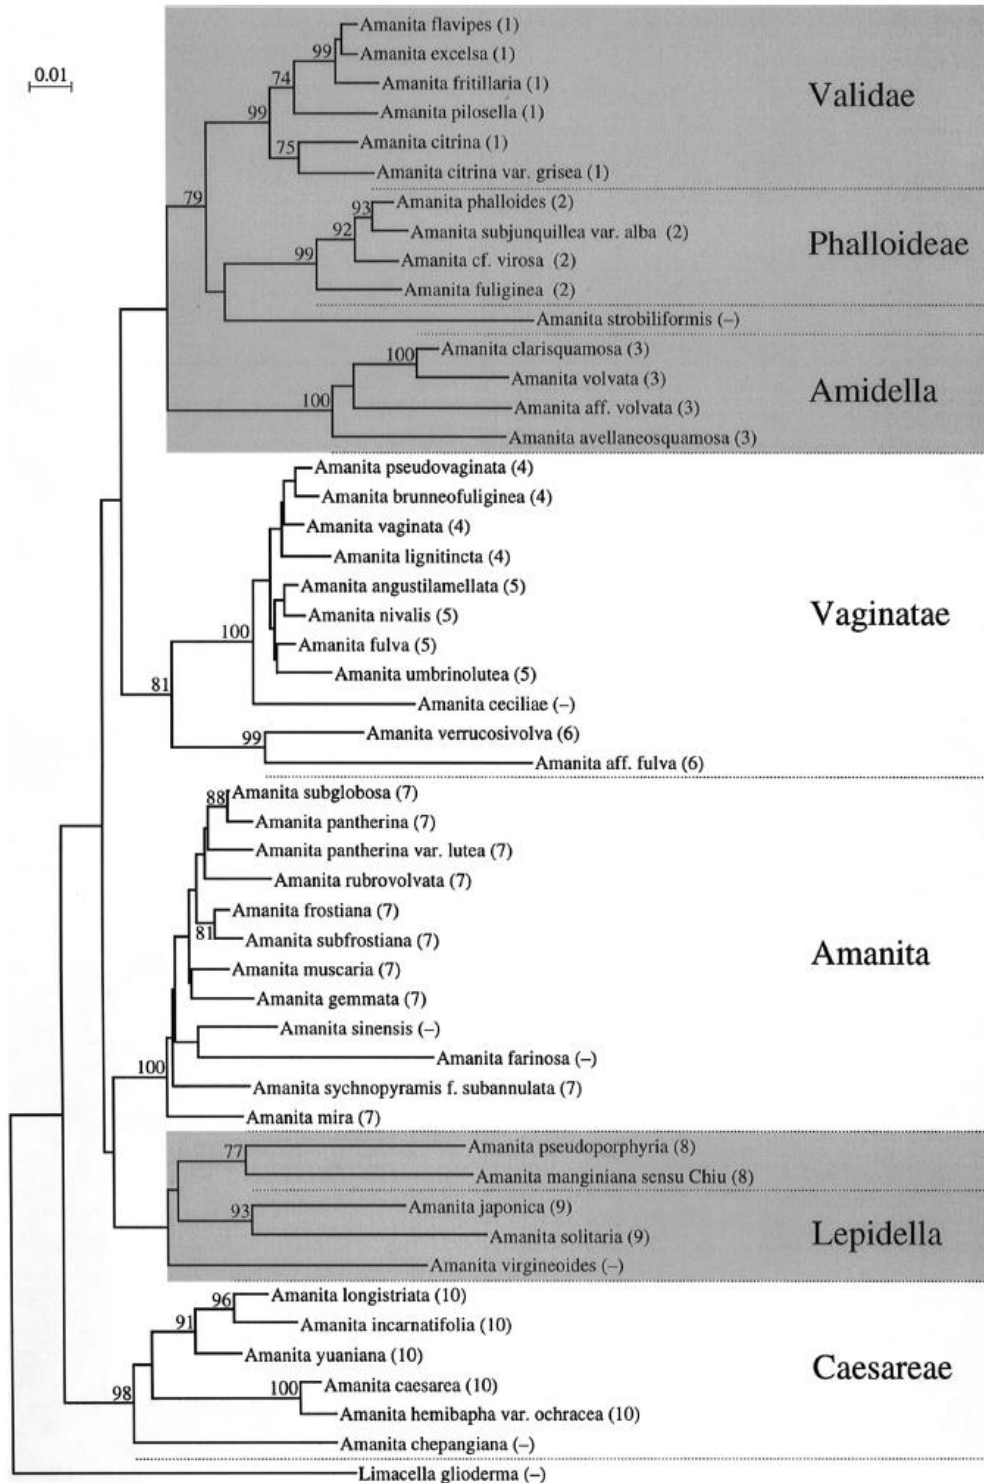 0.01
Amanita flavipes (1)
99
Amanita excelsa (1)
74
Amanita fritillaria (1)
Validae
99
Amanita pilosella (1)
Amanita citrina (1)
75
Amanita citrina var. grisea (1)
79
93
Amanita phalloides (2)
92
Amanita subjunquillea var. alba (2)
Phalloideae
99
Amanita cf. virosa (2)
Amanita fuliginea (2)
Amanita strobiliformis (–)
100
Amanita clarisquamosa (3)
Amanita volvata (3)
Amidella
100
Amanita aff. volvata (3)
Amanita avellaneosquamosa (3)
Amanita pseudovaginata (4)
Amanita brunneofuliginea (4)
Amanita vaginata (4)
Amanita lignitincta (4)
Amanita angustilamellata (5)
Amanita nivalis (5)
Vaginatae
100
Amanita fulva (5)
Amanita umbrinolutea (5)
81
Amanita ceciliae (–)
99
Amanita verrucosivolva (6)
Amanita aff. fulva (6)
88
Amanita subglobosa (7)
Amanita pantherina (7)
Amanita pantherina var. lutea (7)
Amanita rubrovolvata (7)
Amanita frostiana (7)
81
Amanita subfrostiana (7)
Amanita
Amanita muscaria (7)
Amanita gemmata (7)
Amanita sinensis (–)
Amanita farinosa (–)
100
Amanita sychnopyramis f. subannulata (7)
Amanita mira (7)
77
Amanita pseudoporphyria (8)
Amanita manginiana sensu Chiu (8)
93
Amanita japonica (9)
Amanita solitaria (9)
Lepidella
Amanita virgineoides (–)
96
Amanita longistriata (10)
91
Amanita incarnatifolia (10)
Amanita yuaniana (10)
Caesareae
98
100
Amanita caesarea (10)
Amanita hemibapha var. ochracea (10)
Amanita chepangiana (–)
Limacella glioderma (–)